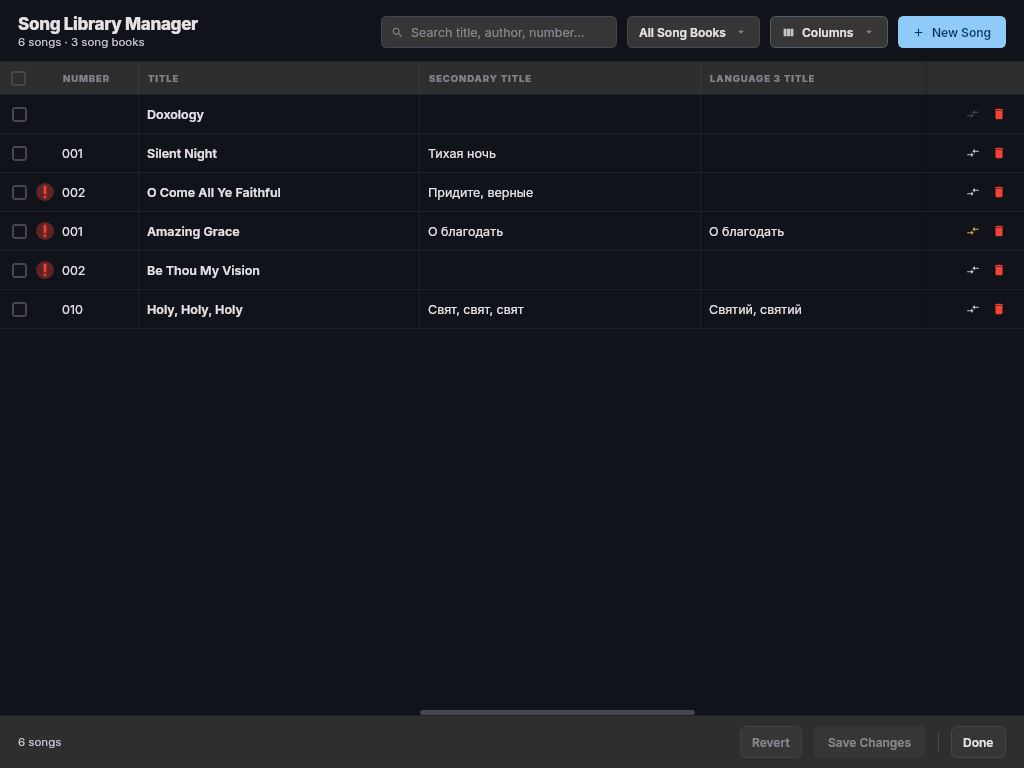 Song Library Manager
6 songs · 3 song books
Search title, author, number...
All Song Books
Columns
+ New Song
NUMBER TITLE SECONDARY TITLE LANGUAGE 3 TITLE
Doxology
001 Silent Night Тихая ночь
002 O Come All Ye Faithful Придите, верные
001 Amazing Grace О благодать О благодать
002 Be Thou My Vision
010 Holy, Holy, Holy Свят, свят, свят Святий, святий
6 songs
Revert
Save Changes
Done